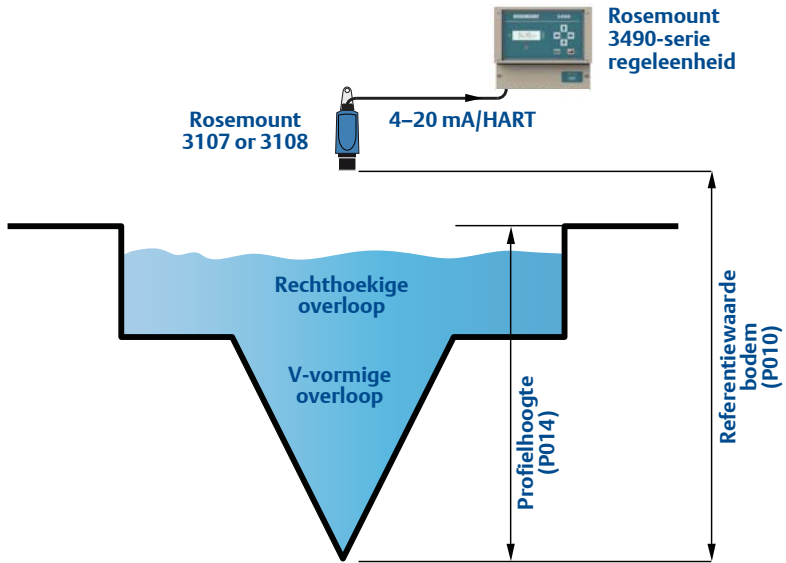 Rosemount
3490-serie
regeleenheid
Rosemount
3107 or 3108
4–20 mA/HART
Rechthoekige
overloop
V-vormige
overloop
Profielhoogte
(P014)
Referentiewaarde
bodem
(P010)